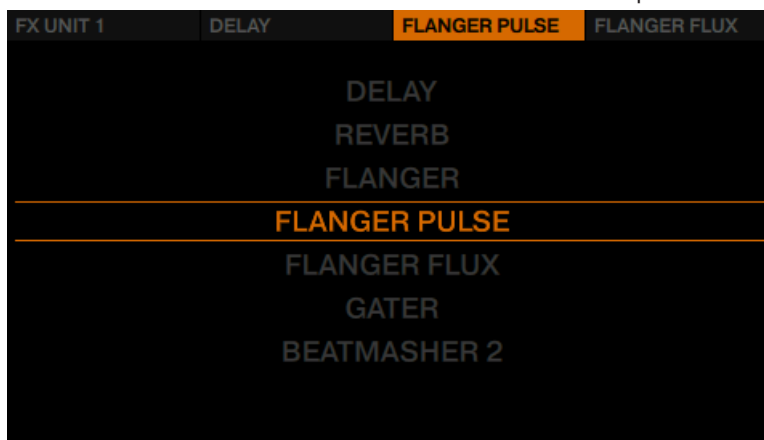 FX UNIT 1 DELAY FLANGER PULSE FLANGER FLUX
DELAY
REVERB
FLANGER
FLANGER PULSE
FLANGER FLUX
GATER
BEATMASHER 2